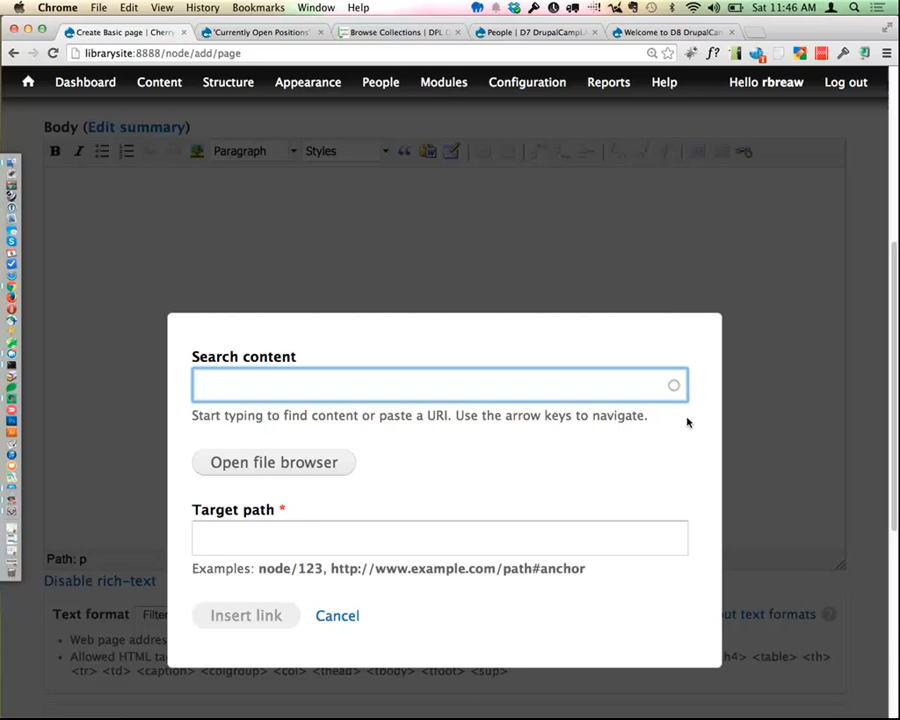 Chrome File Edit View History Bookmarks Window Help Sat 11:46 AM
Create Basic page | Cherry 'Currently Open Positions' Browse Collections | DPL C People | D7 DrupalCampLA Welcome to D8 DrupalCam
librarysite:8888/node/add/page
Dashboard Content Structure Appearance People Modules Configuration Reports Help Hello rbreaw Log out
Body (Edit summary)
B I Paragraph Styles
Search content
Start typing to find content or paste a URI. Use the arrow keys to navigate.
Open file browser
Target path *
Path: p
Examples: node/123, http://www.example.com/path#anchor
Disable rich-text
Insert link Cancel
Text format Filter out text formats
Web page addres
Allowed HTML ta h4> <table> <th>
<tr> <td> <caption> <colgroup> <col> <thead> <tbody> <tfoot> <sup>